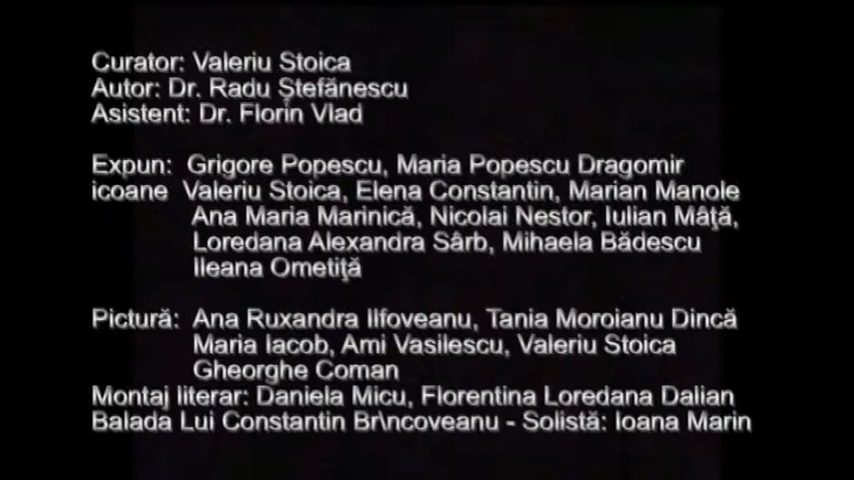 Curator: Valeriu Stoica
Autor: Dr. Radu Ştefănescu
Asistent: Dr. Florin Vlad
Expun: Grigore Popescu, Maria Popescu Dragomir
icoane Valeriu Stoica, Elena Constantin, Marian Manole
Ana Maria Marinică, Nicolai Nestor, Iulian Mâţă,
Loredana Alexandra Sârb, Mihaela Bădescu
Ileana Ometiţă
Pictură: Ana Ruxandra Ilfoveanu, Tania Moroianu Dincă
Maria Iacob, Ami Vasilescu, Valeriu Stoica
Gheorghe Coman
Montaj literar: Daniela Micu, Florentina Loredana Dalian
Balada Lui Constantin Br\ncoveanu - Solistă: Ioana Marin